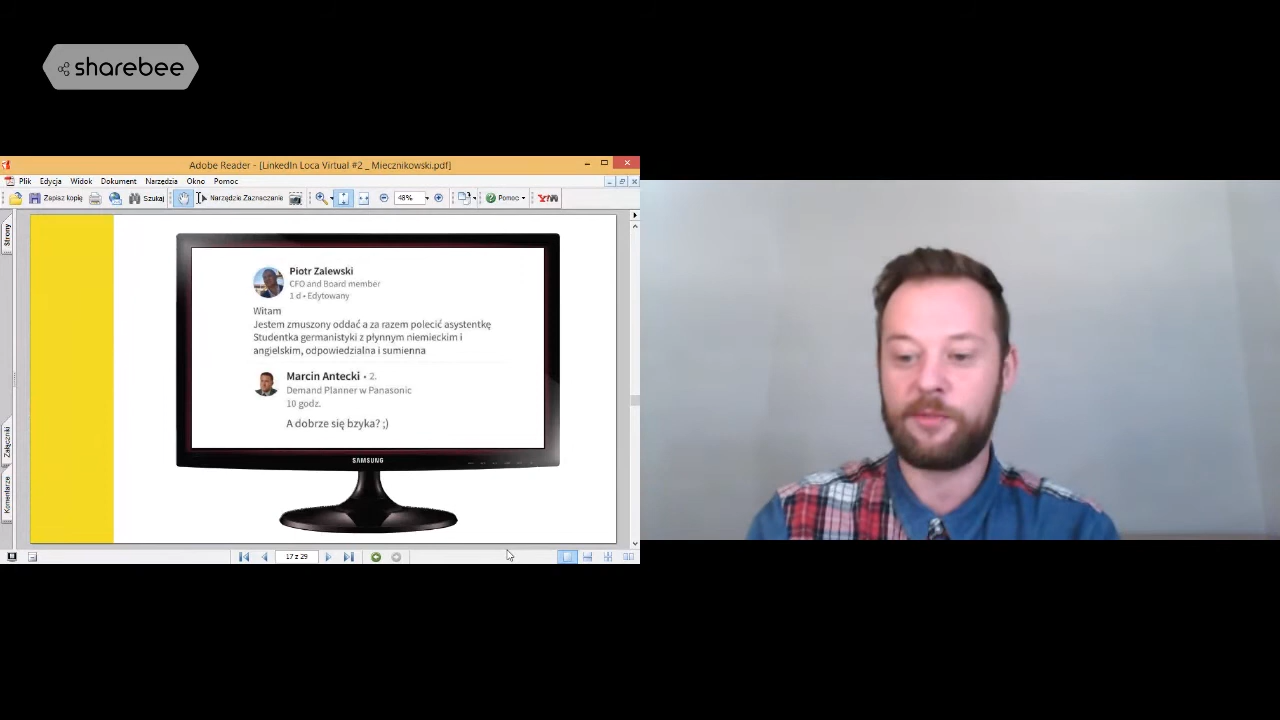 sharebee
Adobe Reader - [LinkedIn Loca Virtual #2 _ Miecznikowski.pdf]
Plik Edycja Widok Dokument Narzędzia Okno Pomoc
Zapisz kopię Szukaj Narzędzie Zaznaczanie 48% Pomoc Y!
Strony
Piotr Zalewski
CFO and Board member
1 d • Edytowany
Witam
Jestem zmuszony oddać a za razem polecić asystentkę
Studentka germanistyki z płynnym niemieckim i
angielskim, odpowiedzialna i sumienna
Marcin Antecki • 2.
Demand Planner w Panasonic
10 godz.
A dobrze się bzyka? ;)
SAMSUNG
Załączniki
Komentarze
17 z 29